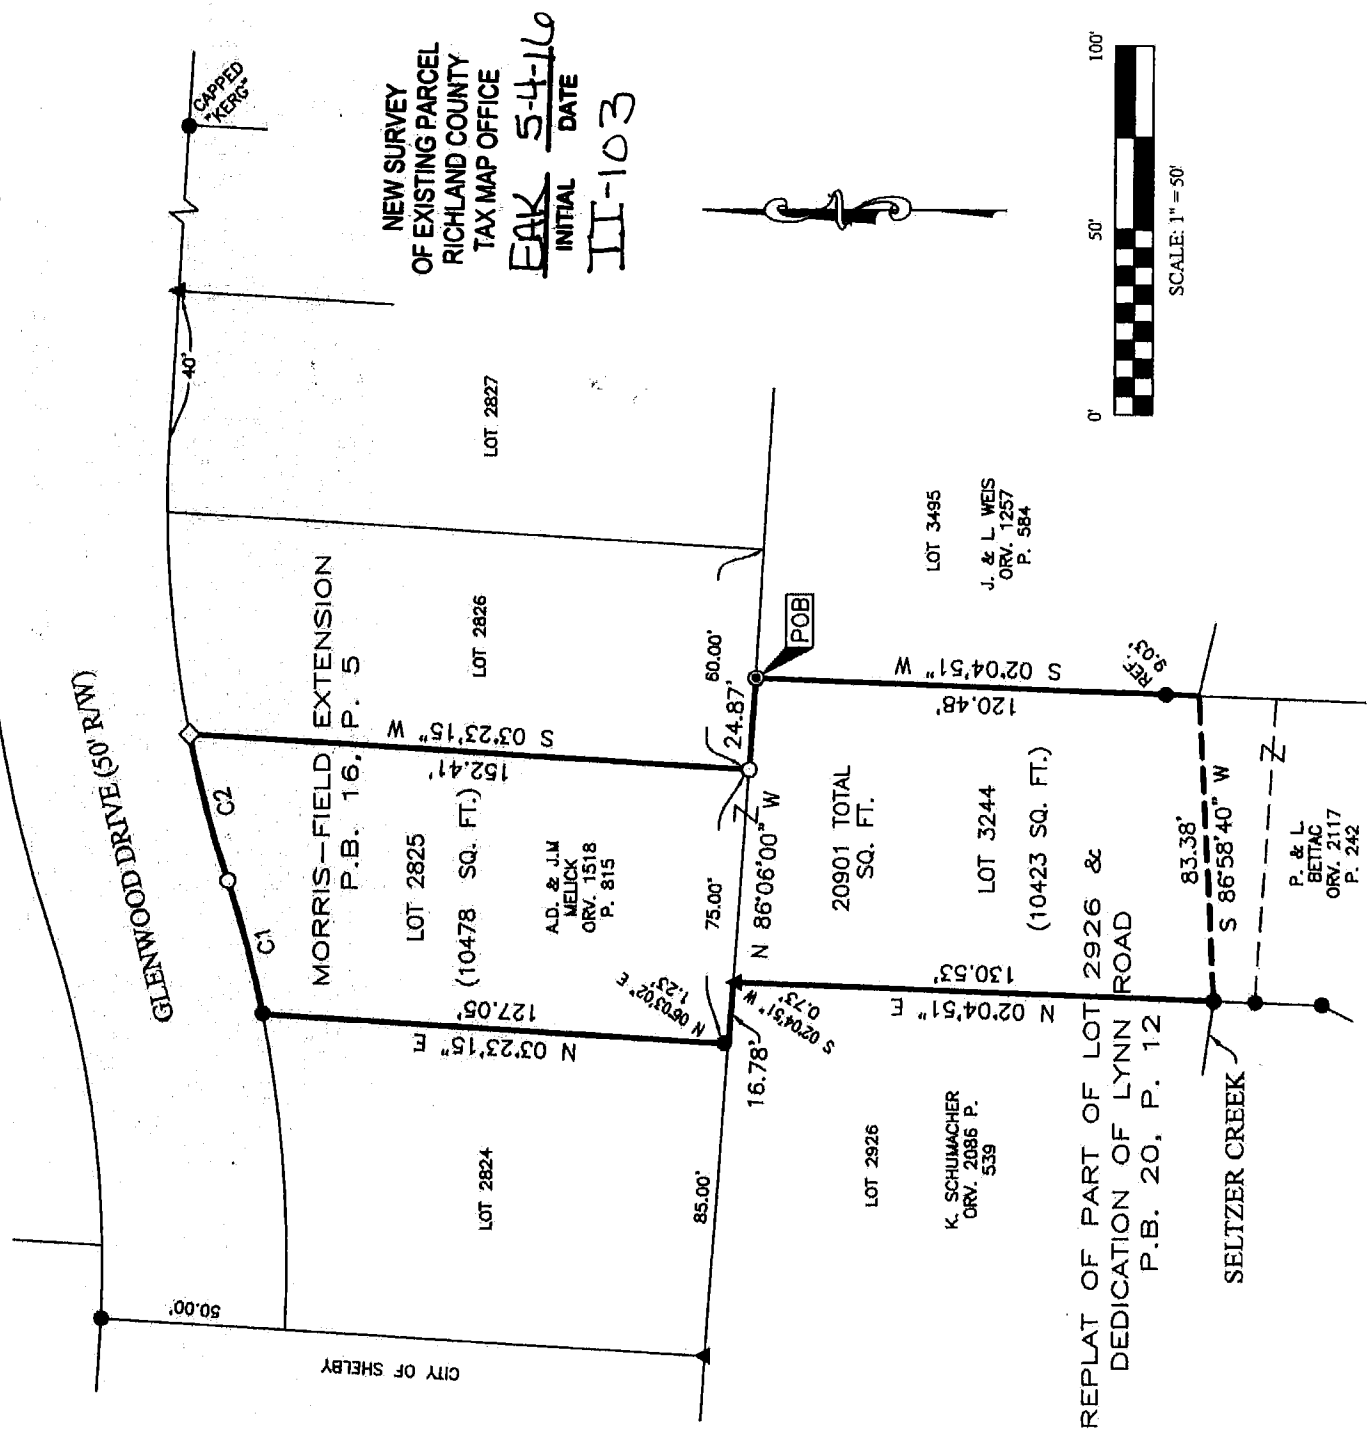 CAPPED
"KERG"
NEW SURVEY
OF EXISTING PARCEL
RICHLAND COUNTY
TAX MAP OFFICE
EAK 5-4-16
INITIAL DATE
II-103
100'
50'
0'
SCALE: 1" = 50'
40'
LOT 2827
GLENWOOD DRIVE (50' R/W)
MORRIS-FIELD EXTENSION
P.B. 16, P. 5
LOT 2826
C2
C1
S 03°23'15" W
152.41'
LOT 2825
(10478 SQ. FT.)
A.D. & J.M
MELICK
ORV. 1518
P. 815
127.05'
N 03°23'15" E
60.00'
24.87'
POB
75.00'
N 86°06'00" W
N 06°03'02" E
1.23'
S 02°04'51" W
0.73'
16.78'
LOT 3495
J. & L WEIS
ORV. 1257
P. 584
S 02°04'51" W
120.48'
REF.
9.03'
20901 TOTAL
SQ. FT.
LOT 3244
(10423 SQ. FT.)
130.53'
N 02°04'51" E
83.38'
S 86°58'40" W
P. & L
BETTAC
ORV. 2117
P. 242
LOT 2824
85.00'
LOT 2926
K. SCHUMACHER
ORV. 2086 P.
539
REPLAT OF PART OF LOT 2926 &
DEDICATION OF LYNN ROAD
P.B. 20, P. 12
SELTZER CREEK
50.00'
CITY OF SHELBY